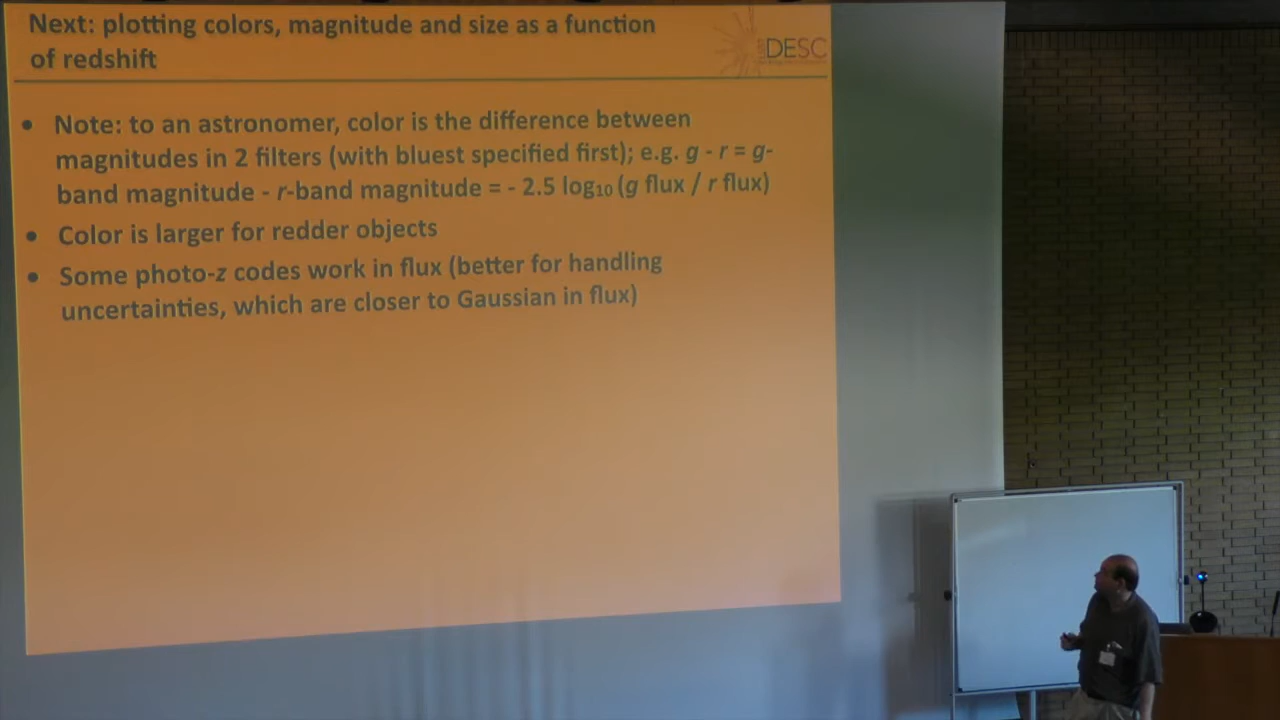 Next: plotting colors, magnitude and size as a function
of redshift
DESC
• Note: to an astronomer, color is the difference between
magnitudes in 2 filters (with bluest specified first); e.g. g - r = g-
band magnitude - r-band magnitude = - 2.5 log₁₀ (g flux / r flux)
• Color is larger for redder objects
• Some photo-z codes work in flux (better for handling
uncertainties, which are closer to Gaussian in flux)